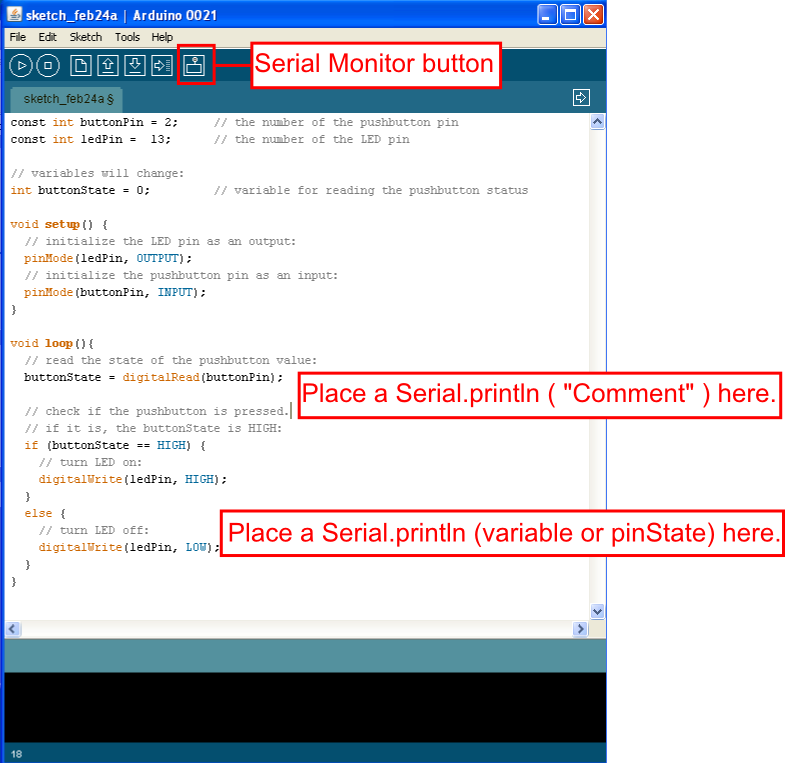 sketch_feb24a | Arduino 0021
File Edit Sketch Tools Help
Serial Monitor button
sketch_feb24a §
const int buttonPin = 2;     // the number of the pushbutton pin
const int ledPin =  13;      // the number of the LED pin
// variables will change:
int buttonState = 0;         // variable for reading the pushbutton status
void setup() {
  // initialize the LED pin as an output:
  pinMode(ledPin, OUTPUT);
  // initialize the pushbutton pin as an input:
  pinMode(buttonPin, INPUT);
}
void loop(){
  // read the state of the pushbutton value:
  buttonState = digitalRead(buttonPin);
Place a Serial.println ( "Comment" ) here.
  // check if the pushbutton is pressed.
  // if it is, the buttonState is HIGH:
  if (buttonState == HIGH) {
    // turn LED on:
    digitalWrite(ledPin, HIGH);
  }
  else {
    // turn LED off:
    digitalWrite(ledPin, LOW);
Place a Serial.println (variable or pinState) here.
  }
}
18